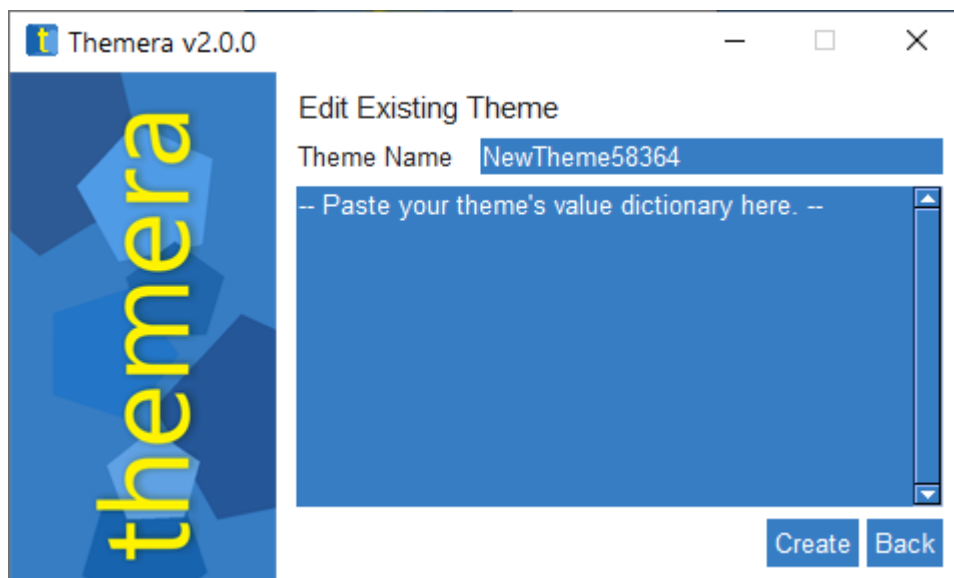 t Themera v2.0.0
themera
Edit Existing Theme
Theme Name NewTheme58364
-- Paste your theme's value dictionary here. --
Create Back